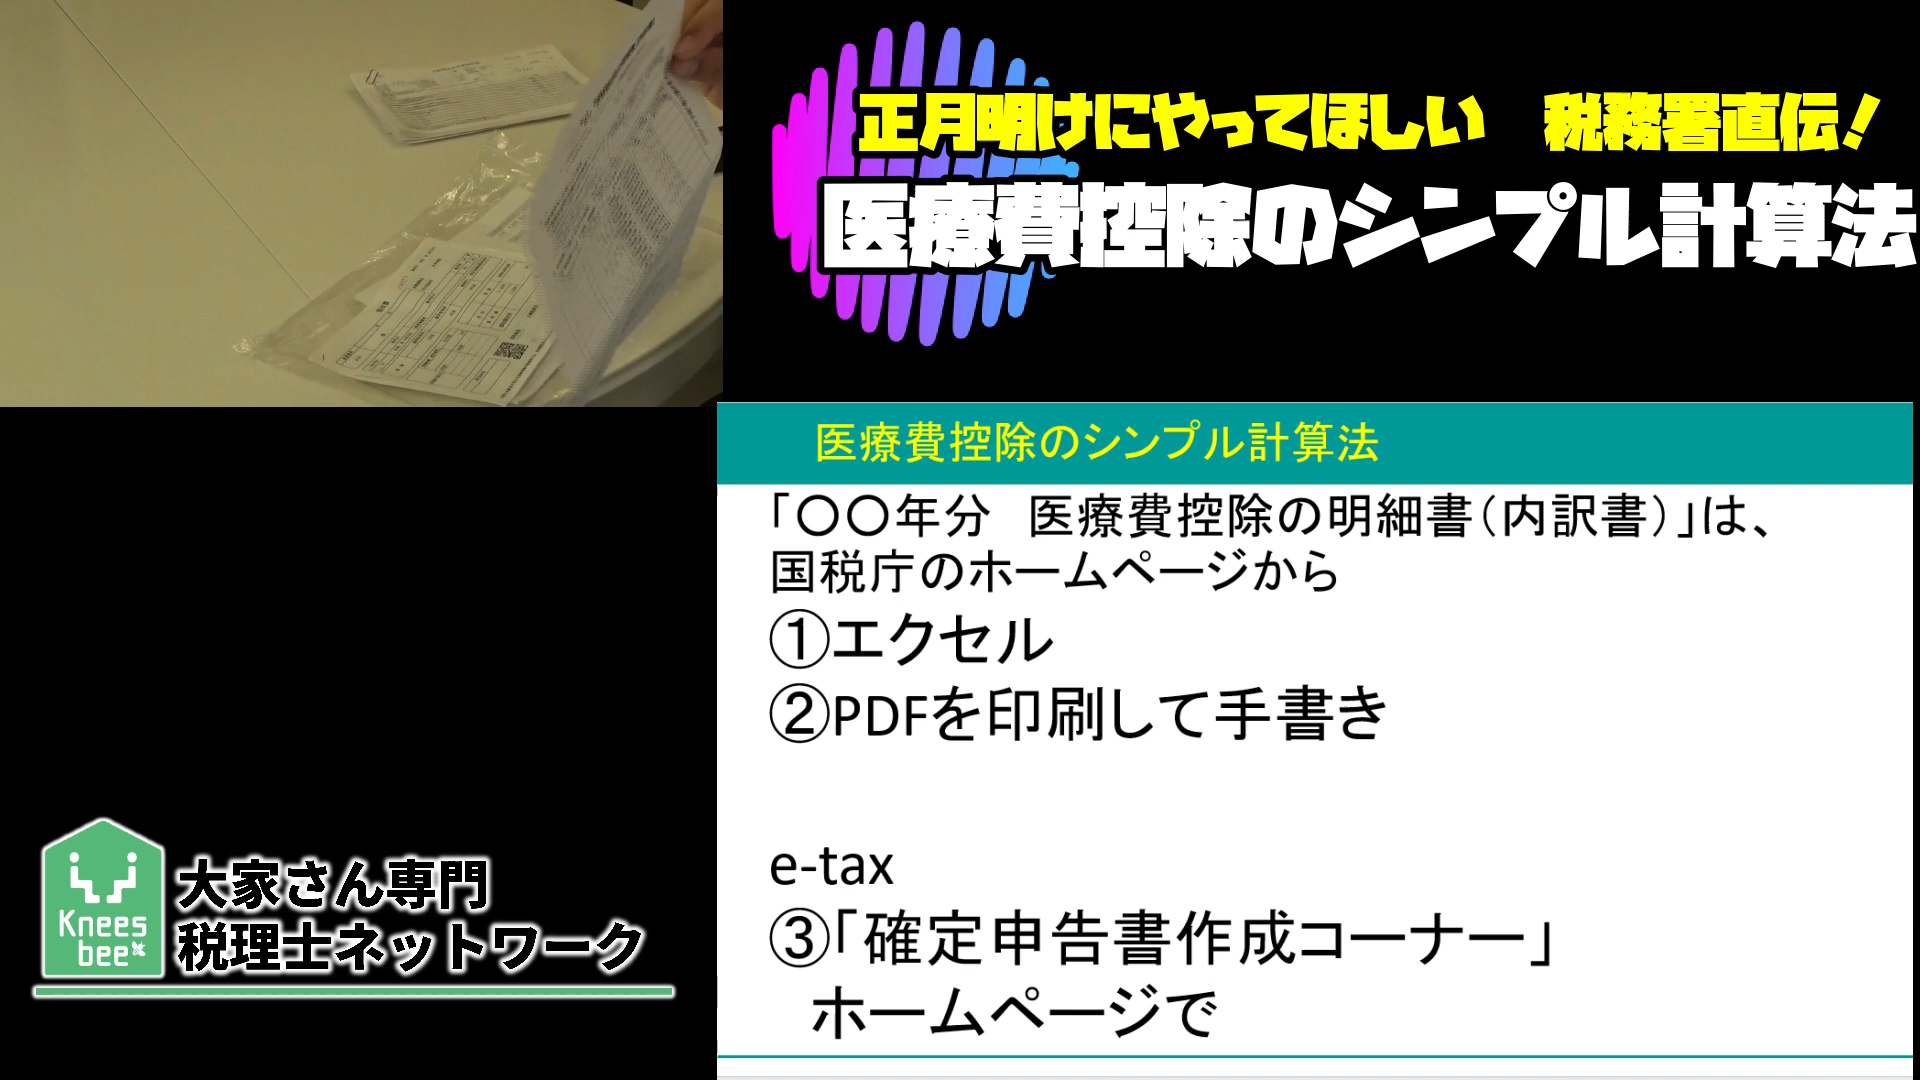 正月明けにやってほしい　税務署直伝！
医療費控除のシンプル計算法
医療費控除のシンプル計算法
「〇〇年分　医療費控除の明細書（内訳書）」は、
国税庁のホームページから
①エクセル
②PDFを印刷して手書き
e-tax
③「確定申告書作成コーナー」
ホームページで
Knees
bee
大家さん専門
税理士ネットワーク